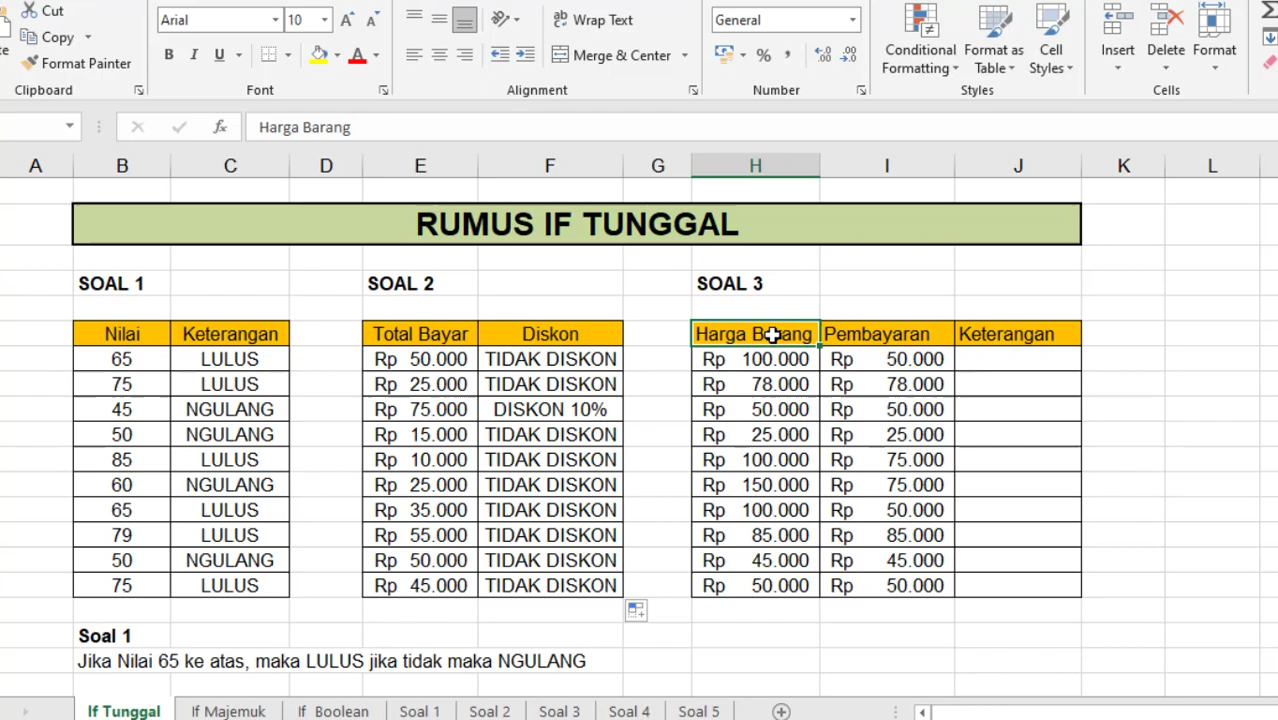 Cut
Copy
Format Painter
Clipboard
Arial 10
B I U A
Font
ab Wrap Text
Merge & Center
Alignment
General
% , .00
Number
Conditional Formatting
Format as Table
Cell Styles
Styles
Insert Delete Format
Cells
fx Harga Barang
A B C D E F G H I J K L
RUMUS IF TUNGGAL
SOAL 1 SOAL 2 SOAL 3
Nilai Keterangan Total Bayar Diskon Harga Barang Pembayaran Keterangan
65 LULUS Rp 50.000 TIDAK DISKON Rp 100.000 Rp 50.000
75 LULUS Rp 25.000 TIDAK DISKON Rp 78.000 Rp 78.000
45 NGULANG Rp 75.000 DISKON 10% Rp 50.000 Rp 50.000
50 NGULANG Rp 15.000 TIDAK DISKON Rp 25.000 Rp 25.000
85 LULUS Rp 10.000 TIDAK DISKON Rp 100.000 Rp 75.000
60 NGULANG Rp 25.000 TIDAK DISKON Rp 150.000 Rp 75.000
65 LULUS Rp 35.000 TIDAK DISKON Rp 100.000 Rp 50.000
79 LULUS Rp 55.000 TIDAK DISKON Rp 85.000 Rp 85.000
50 NGULANG Rp 50.000 TIDAK DISKON Rp 45.000 Rp 45.000
75 LULUS Rp 45.000 TIDAK DISKON Rp 50.000 Rp 50.000
Soal 1
Jika Nilai 65 ke atas, maka LULUS jika tidak maka NGULANG
If Tunggal If Majemuk If Boolean Soal 1 Soal 2 Soal 3 Soal 4 Soal 5